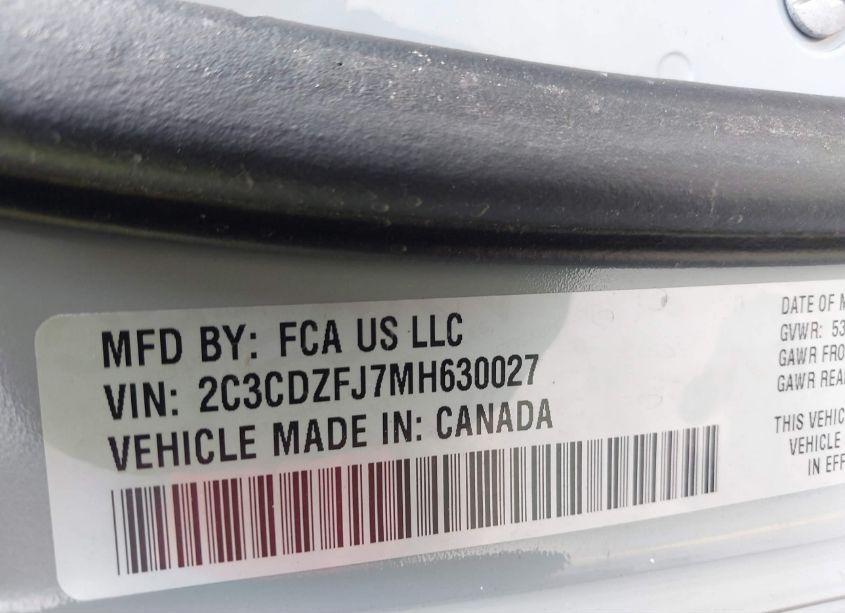 MFD BY: FCA US LLC
VIN: 2C3CDZFJ7MH630027
VEHICLE MADE IN: CANADA
DATE OF M
GVWR: 53
GAWR FRO
GAWR REA
THIS VEHIC
VEHICLE
IN EFF